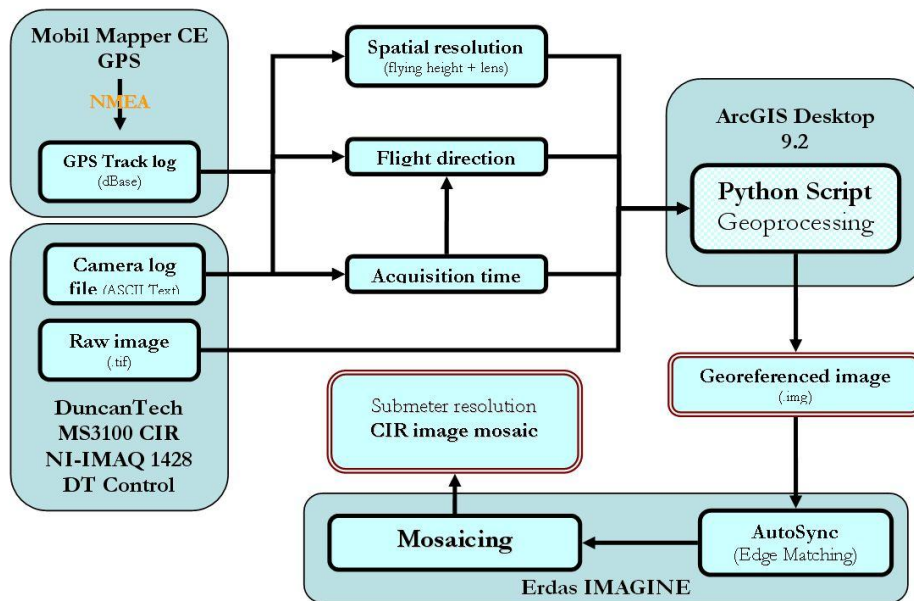 Mobil Mapper CE
GPS
NMEA
GPS Track log
(dBase)
Camera log
file (ASCII Text)
Raw image
(.tif)
DuncanTech
MS3100 CIR
NI-IMAQ 1428
DT Control
Spatial resolution
(flying height + lens)
Flight direction
Acquisition time
ArcGIS Desktop
9.2
Python Script
Geoprocessing
Georeferenced image
(.img)
Submeter resolution
CIR image mosaic
Mosaicing
AutoSync
(Edge Matching)
Erdas IMAGINE